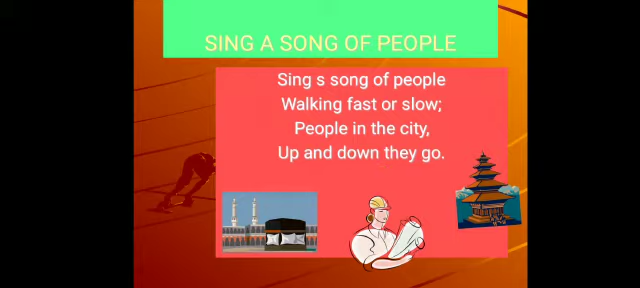 SING A SONG OF PEOPLE
Sing s song of people
Walking fast or slow;
People in the city,
Up and down they go.